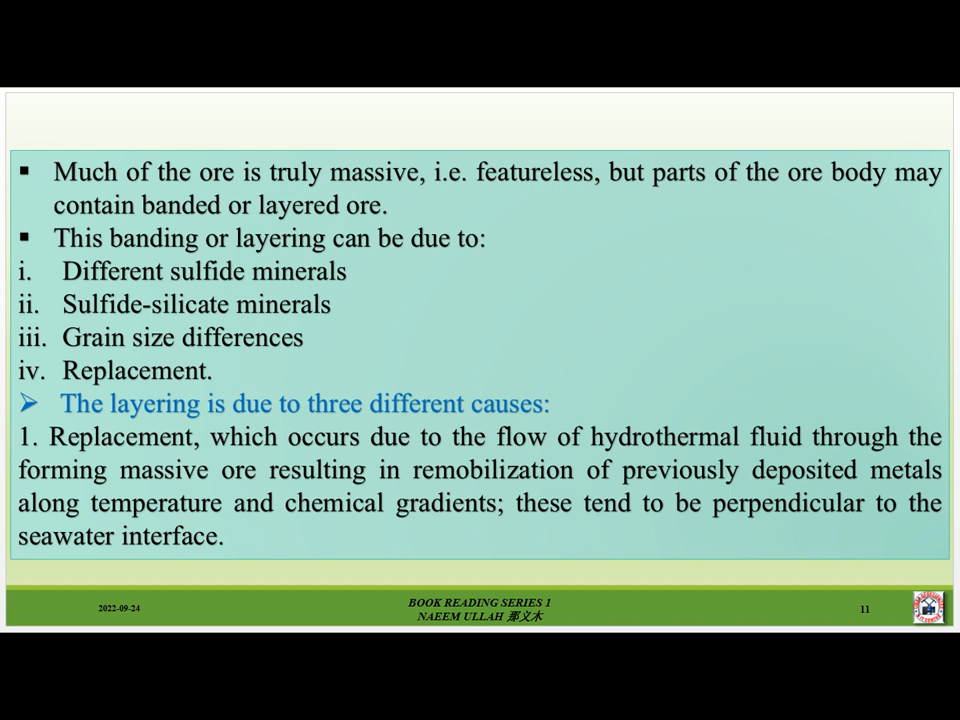 ▪ Much of the ore is truly massive, i.e. featureless, but parts of the ore body may
contain banded or layered ore.
▪ This banding or layering can be due to:
i. Different sulfide minerals
ii. Sulfide-silicate minerals
iii. Grain size differences
iv. Replacement.
➢ The layering is due to three different causes:
1. Replacement, which occurs due to the flow of hydrothermal fluid through the
forming massive ore resulting in remobilization of previously deposited metals
along temperature and chemical gradients; these tend to be perpendicular to the
seawater interface.
2022-09-24
BOOK READING SERIES 1
NAEEM ULLAH 那义木
11